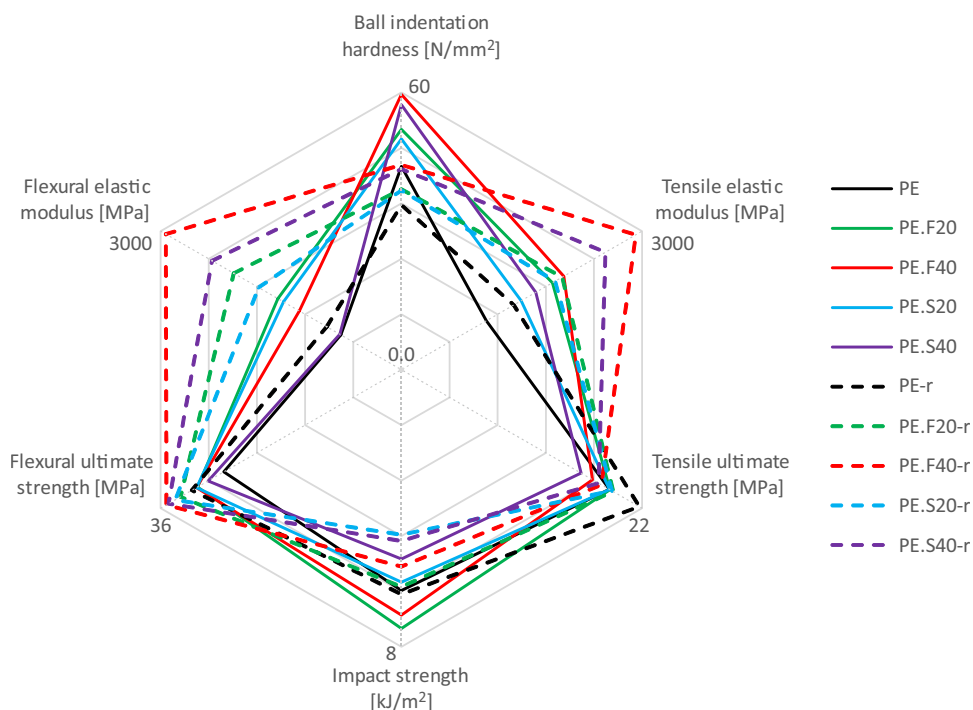 Ball indentation
hardness [N/mm²]
60
Flexural elastic
modulus [MPa]
3000
Tensile elastic
modulus [MPa]
3000
0.0
Flexural ultimate
strength [MPa]
36
Tensile ultimate
strength [MPa]
22
8
Impact strength
[kJ/m²]
PE
PE.F20
PE.F40
PE.S20
PE.S40
PE-r
PE.F20-r
PE.F40-r
PE.S20-r
PE.S40-r